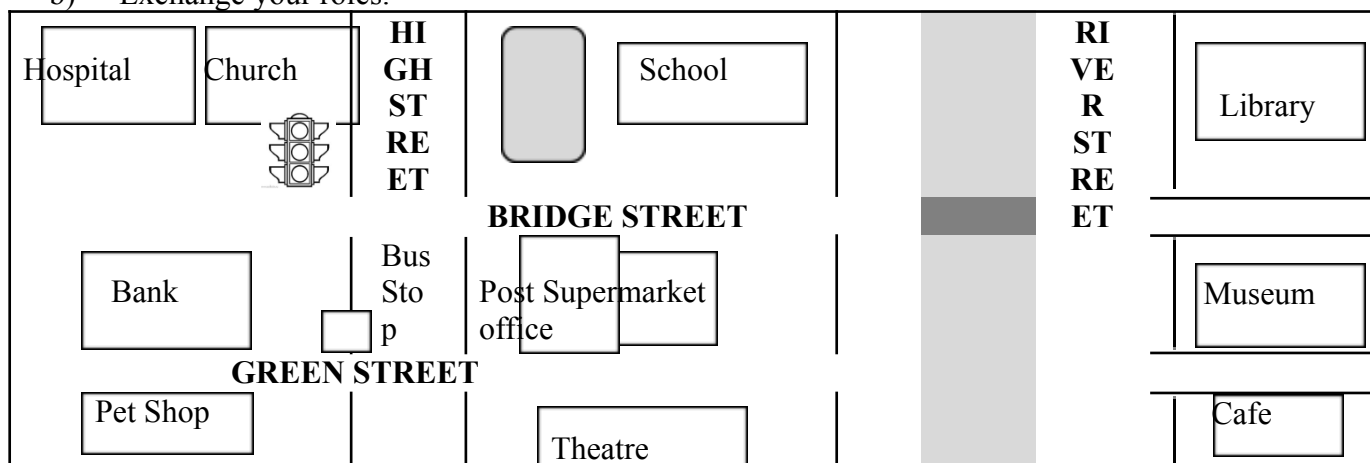 b) Exchange your roles.
HI
GH
ST
RE
ET
RI
VE
R
ST
RE
ET
Hospital
Church
School
Library
BRIDGE STREET
Bank
Bus
Sto
p
Post Supermarket
office
Museum
GREEN STREET
Pet Shop
Theatre
Cafe